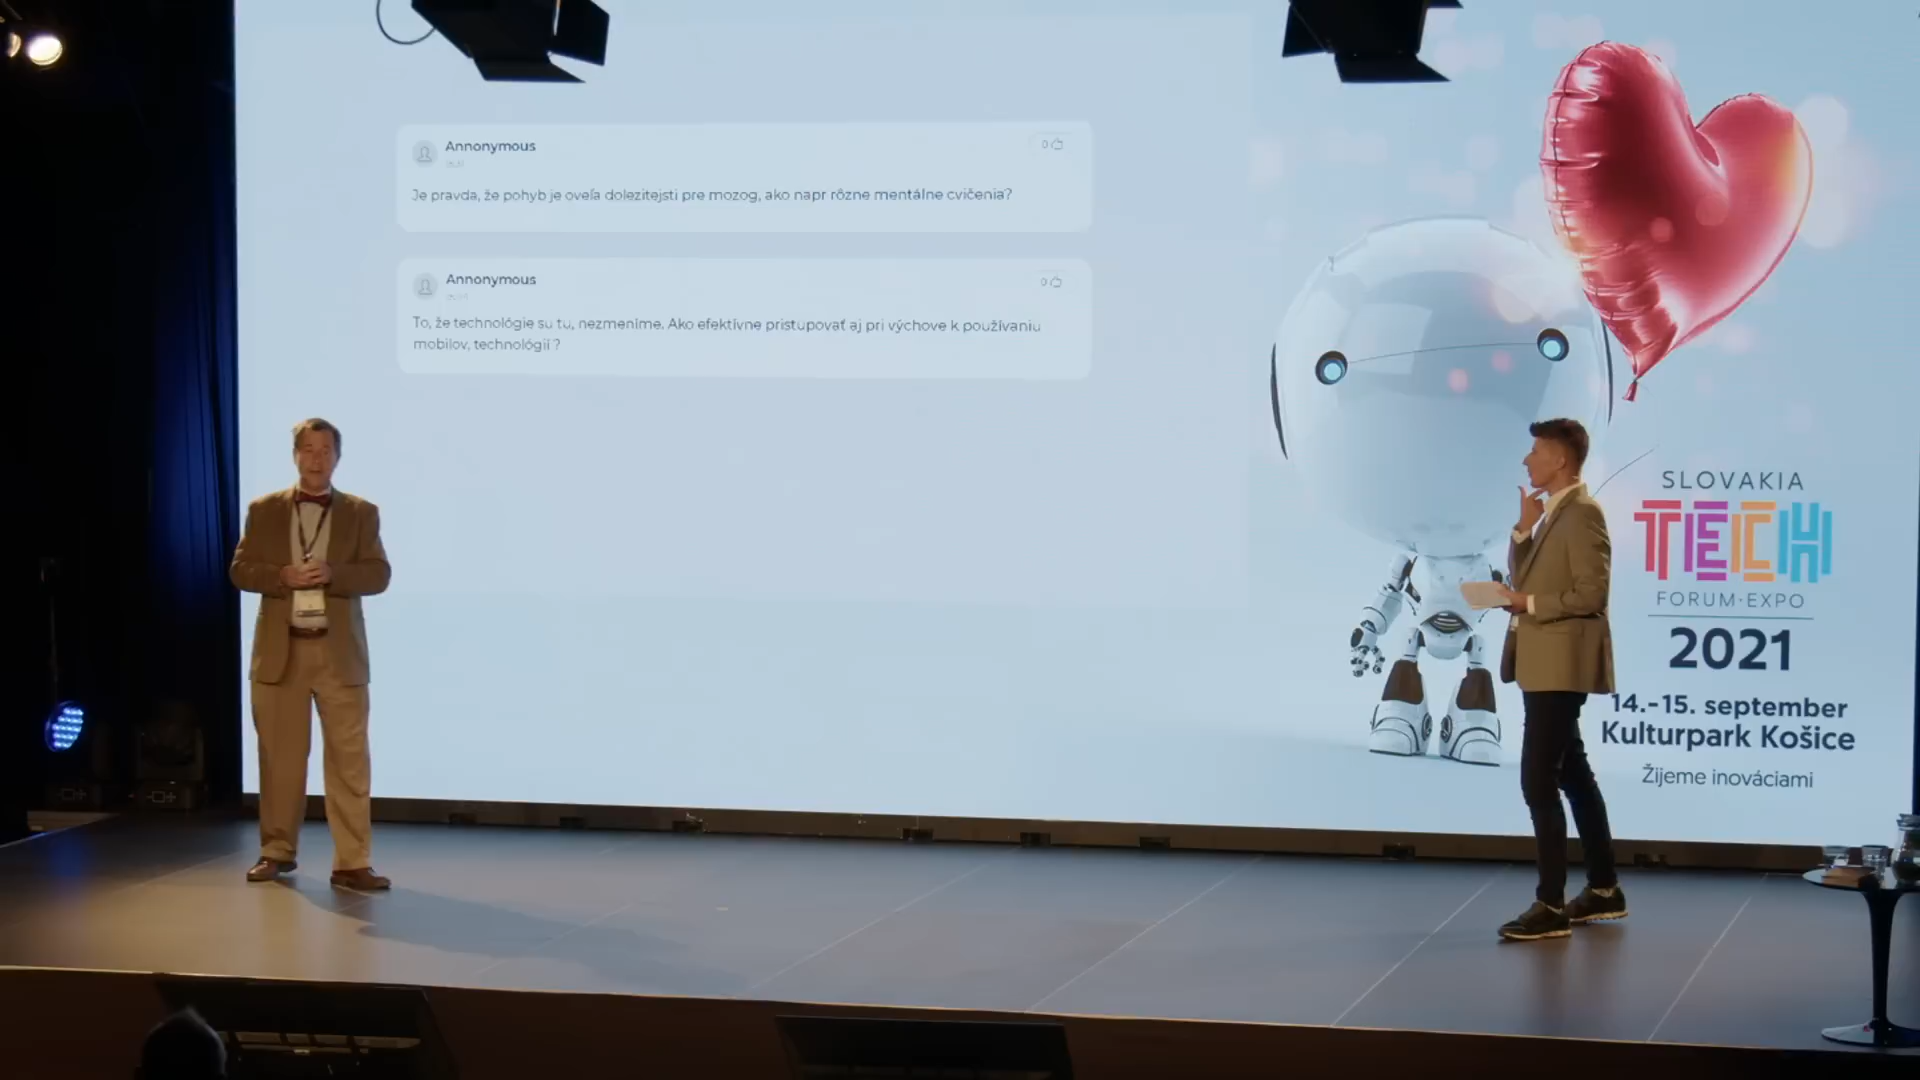 Annonymous
0
Je pravda, že pohyb je oveľa dolezitejsti pre mozog, ako napr rôzne mentálne cvičenia?
Annonymous
0
To, že technológie su tu, nezmeníme. Ako efektívne pristupovať aj pri výchove k používaniu
mobilov, technológií ?
SLOVAKIA
TECH
FORUM·EXPO
2021
14.-15. september
Kulturpark Košice
Žijeme inováciami